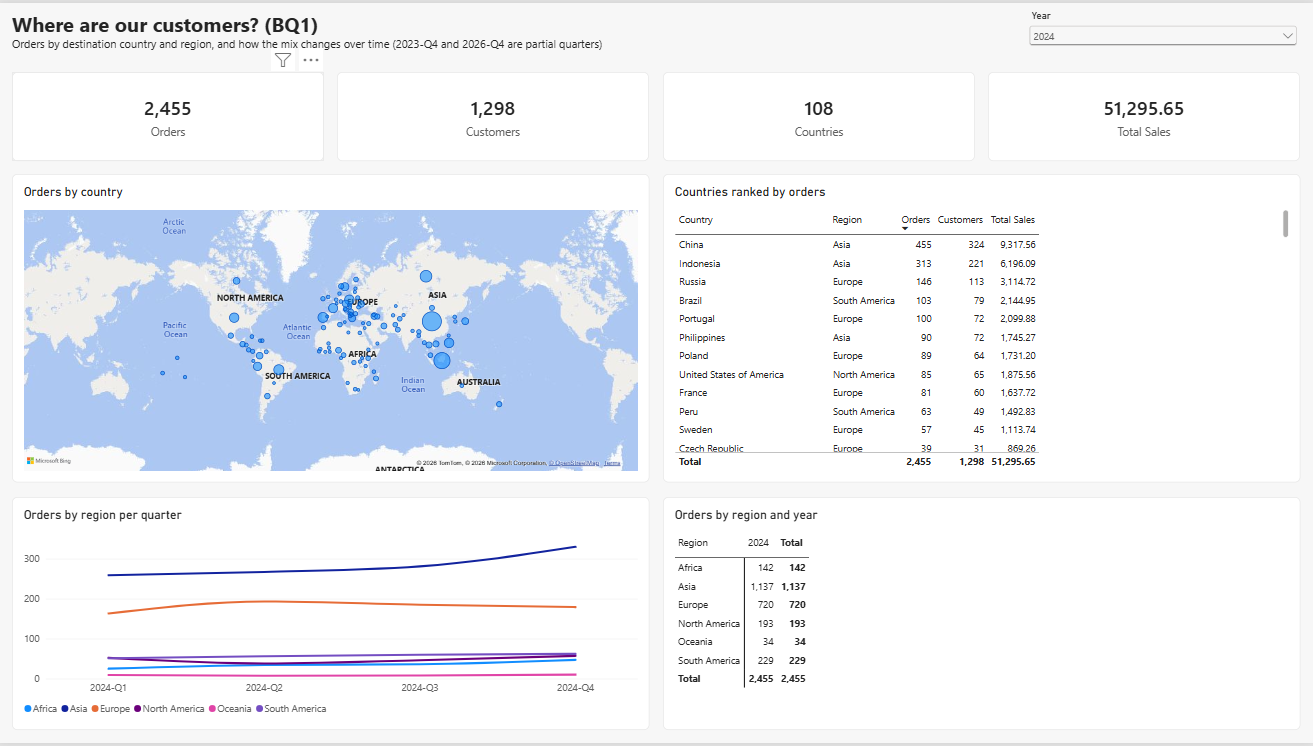 Where are our customers? (BQ1)
Orders by destination country and region, and how the mix changes over time (2023-Q4 and 2026-Q4 are partial quarters)
Year
2024
2,455
Orders
1,298
Customers
108
Countries
51,295.65
Total Sales
Orders by country
Arctic
Ocean
NORTH AMERICA
EUROPE
ASIA
Pacific
Ocean
Atlantic
Ocean
AFRICA
SOUTH AMERICA
Indian
Ocean
AUSTRALIA
ANTARCTICA
Microsoft Bing
© 2026 TomTom, © 2026 Microsoft Corporation, © OpenStreetMap Terms
Countries ranked by orders
Country Region Orders Customers Total Sales
China Asia 455 324 9,317.56
Indonesia Asia 313 221 6,196.09
Russia Europe 146 113 3,114.72
Brazil South America 103 79 2,144.95
Portugal Europe 100 72 2,099.88
Philippines Asia 90 72 1,745.27
Poland Europe 89 64 1,731.20
United States of America North America 85 65 1,875.56
France Europe 81 60 1,637.72
Peru South America 63 49 1,492.83
Sweden Europe 57 45 1,113.74
Czech Republic Europe 39 31 869.26
Total 2,455 1,298 51,295.65
Orders by region per quarter
300
200
100
0
2024-Q1 2024-Q2 2024-Q3 2024-Q4
Africa Asia Europe North America Oceania South America
Orders by region and year
Region 2024 Total
Africa 142 142
Asia 1,137 1,137
Europe 720 720
North America 193 193
Oceania 34 34
South America 229 229
Total 2,455 2,455